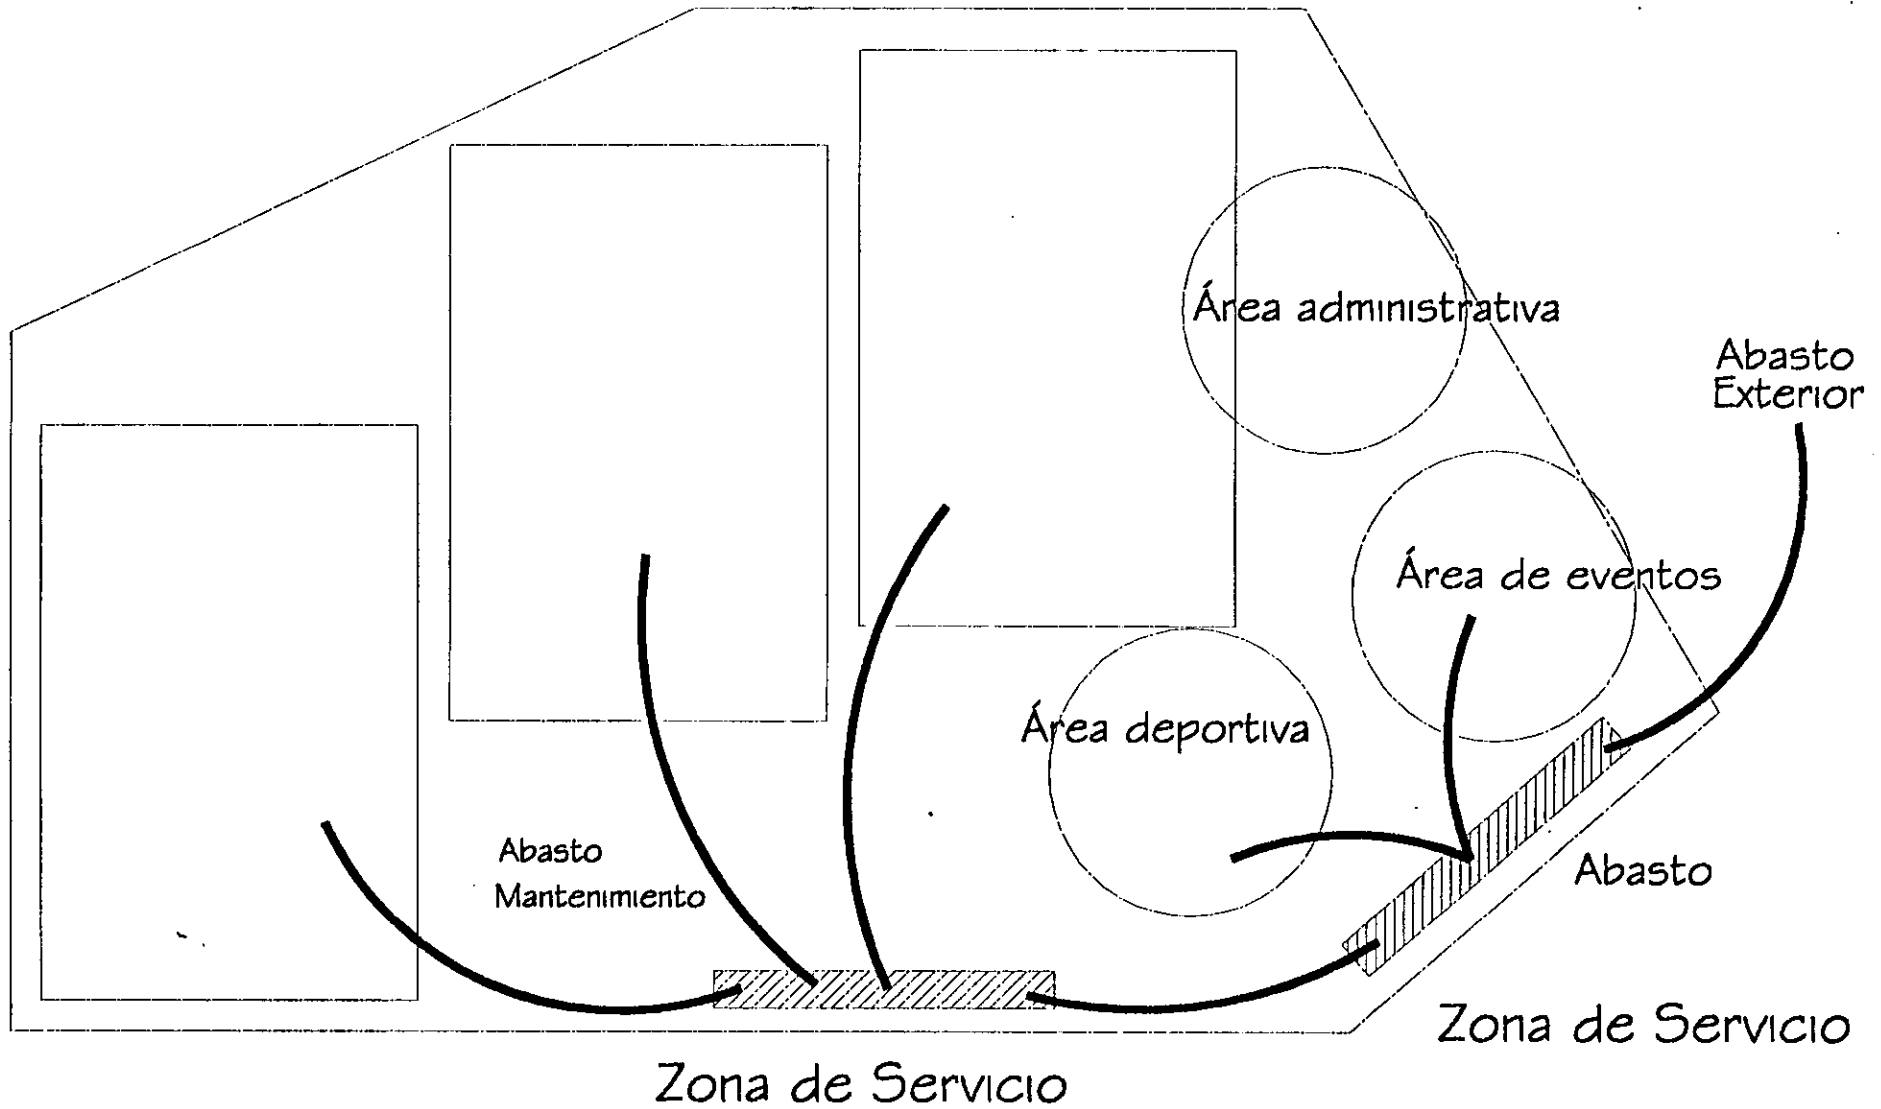 Área administrativa
Abasto
Exterior
Área de eventos
Área deportiva
Abasto
Mantenimiento
Abasto
Zona de Servicio
Zona de Servicio